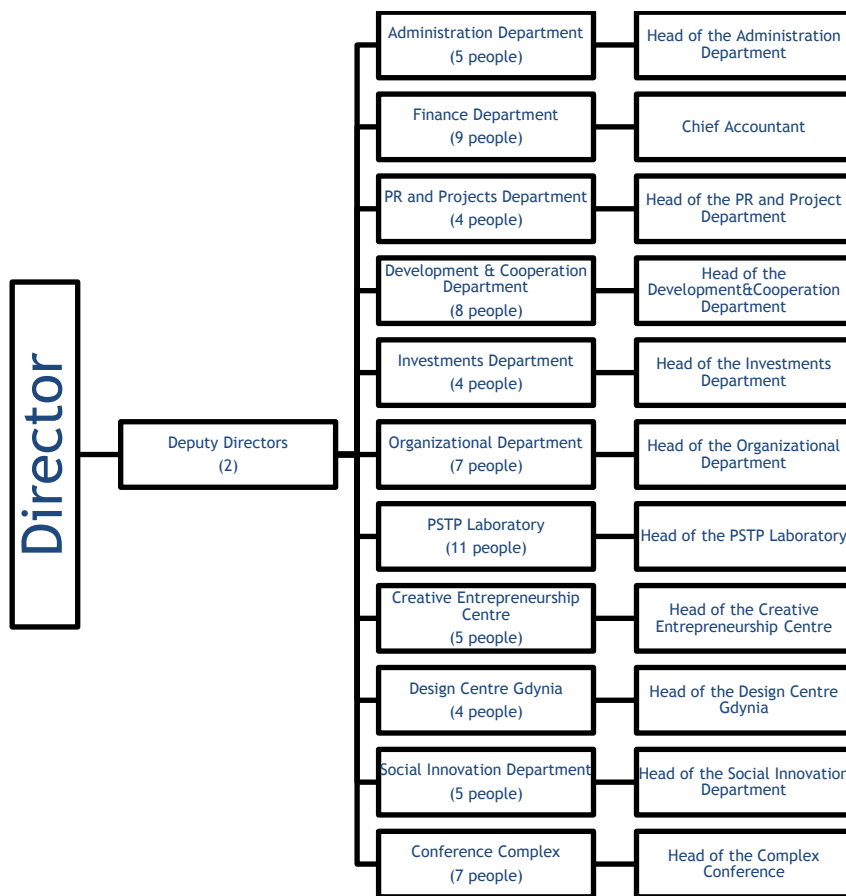 Director
Deputy Directors
(2)
Administration Department
(5 people)
Head of the Administration
Department
Finance Department
(9 people)
Chief Accountant
PR and Projects Department
(4 people)
Head of the PR and Project
Department
Development & Cooperation
Department
(8 people)
Head of the
Development&Cooperation
Department
Investments Department
(4 people)
Head of the Investments
Department
Organizational Department
(7 people)
Head of the Organizational
Department
PSTP Laboratory
(11 people)
Head of the PSTP Laboratory
Creative Entrepreneurship
Centre
(5 people)
Head of the Creative
Entrepreneurship Centre
Design Centre Gdynia
(4 people)
Head of the Design Centre
Gdynia
Social Innovation Department
(5 people)
Head of the Social Innovation
Department
Conference Complex
(7 people)
Head of the Complex
Conference